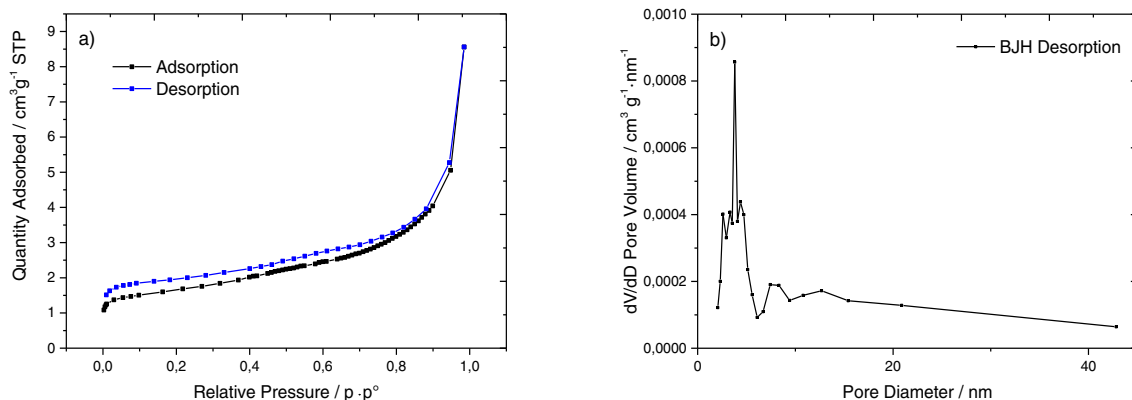 a)
Adsorption
Desorption
Quantity Adsorbed / cm³g⁻¹ STP
9
8
7
6
5
4
3
2
1
0
0,0
0,2
0,4
0,6
0,8
1,0
Relative Pressure / p·p°
b)
BJH Desorption
dV/dD Pore Volume / cm³ g⁻¹·nm⁻¹
0,0010
0,0008
0,0006
0,0004
0,0002
0,0000
0
20
40
Pore Diameter / nm